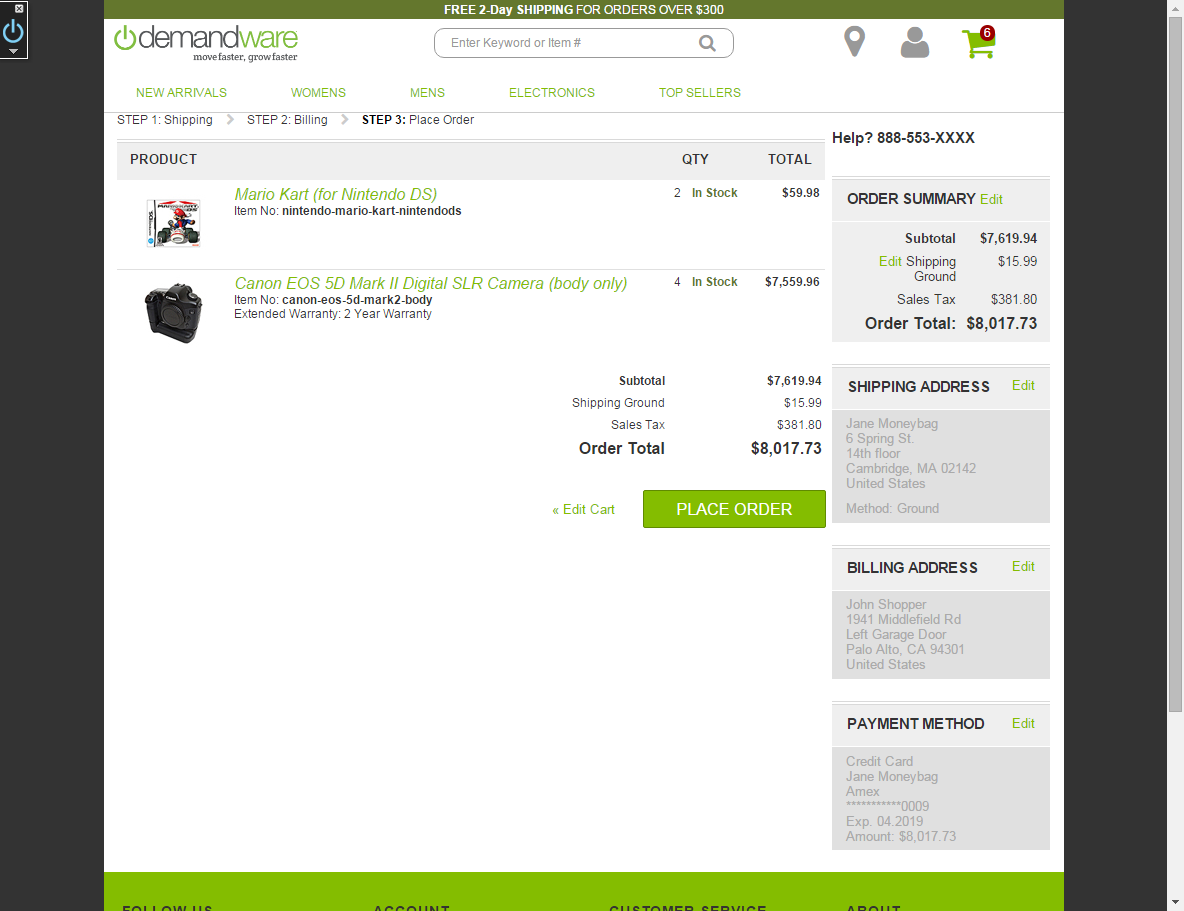 FREE 2-Day SHIPPING FOR ORDERS OVER $300
demandware
move faster, grow faster
Enter Keyword or Item #
6
NEW ARRIVALS WOMENS MENS ELECTRONICS TOP SELLERS
STEP 1: Shipping STEP 2: Billing STEP 3: Place Order
PRODUCT QTY TOTAL
Mario Kart (for Nintendo DS) 2 In Stock $59.98
Item No: nintendo-mario-kart-nintendods
Canon EOS 5D Mark II Digital SLR Camera (body only) 4 In Stock $7,559.96
Item No: canon-eos-5d-mark2-body
Extended Warranty: 2 Year Warranty
Subtotal $7,619.94
Shipping Ground $15.99
Sales Tax $381.80
Order Total $8,017.73
« Edit Cart PLACE ORDER
Help? 888-553-XXXX
ORDER SUMMARY Edit
Subtotal $7,619.94
Edit Shipping $15.99
Ground
Sales Tax $381.80
Order Total: $8,017.73
SHIPPING ADDRESS Edit
Jane Moneybag
6 Spring St.
14th floor
Cambridge, MA 02142
United States
Method: Ground
BILLING ADDRESS Edit
John Shopper
1941 Middlefield Rd
Left Garage Door
Palo Alto, CA 94301
United States
PAYMENT METHOD Edit
Credit Card
Jane Moneybag
Amex
***********0009
Exp. 04.2019
Amount: $8,017.73
FOLLOW US ACCOUNT CUSTOMER SERVICE ABOUT